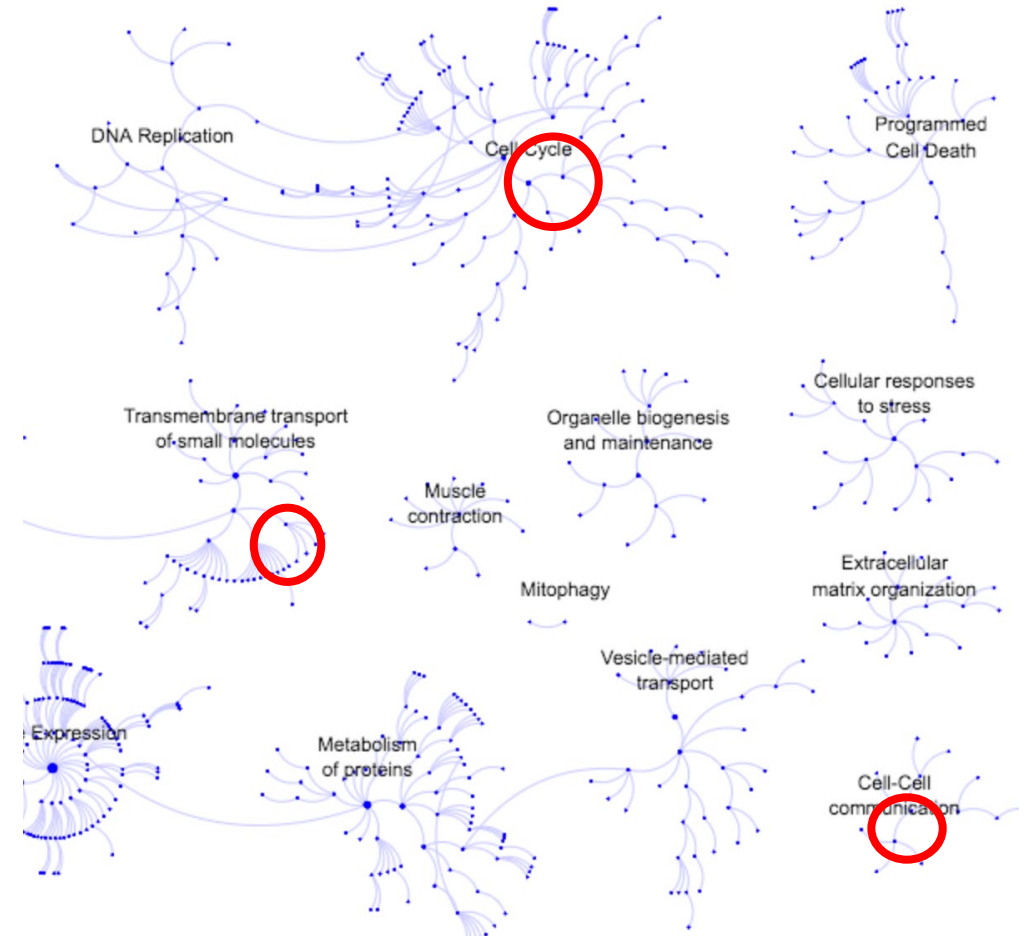 DNA Replication
Cell Cycle
Programmed
Cell Death
Transmembrane transport
of small molecules
Organelle biogenesis
and maintenance
Cellular responses
to stress
Muscle
contraction
Mitophagy
Extracellular
matrix organization
Vesicle-mediated
transport
e Expression
Metabolism
of proteins
Cell-Cell
communication